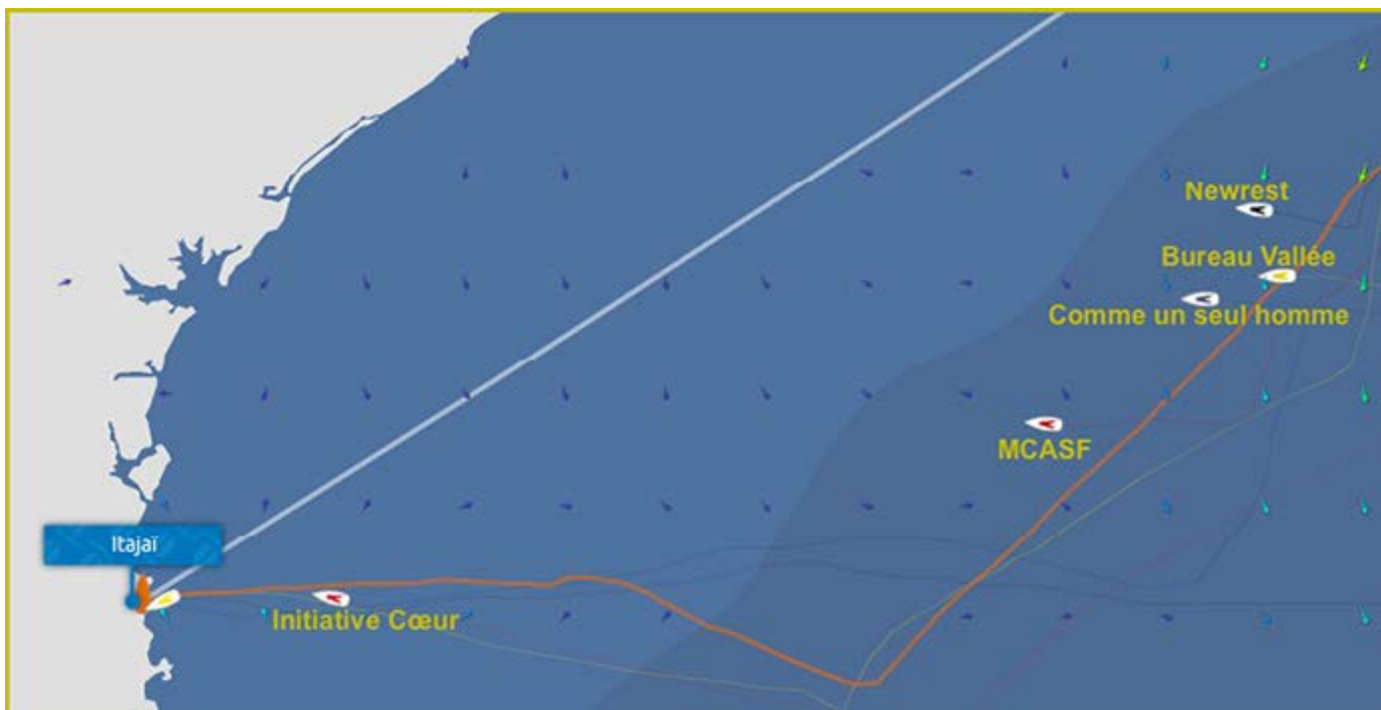 Newrest
Bureau Vallée
Comme un seul homme
MCASF
Itajaï
Initiative Cœur